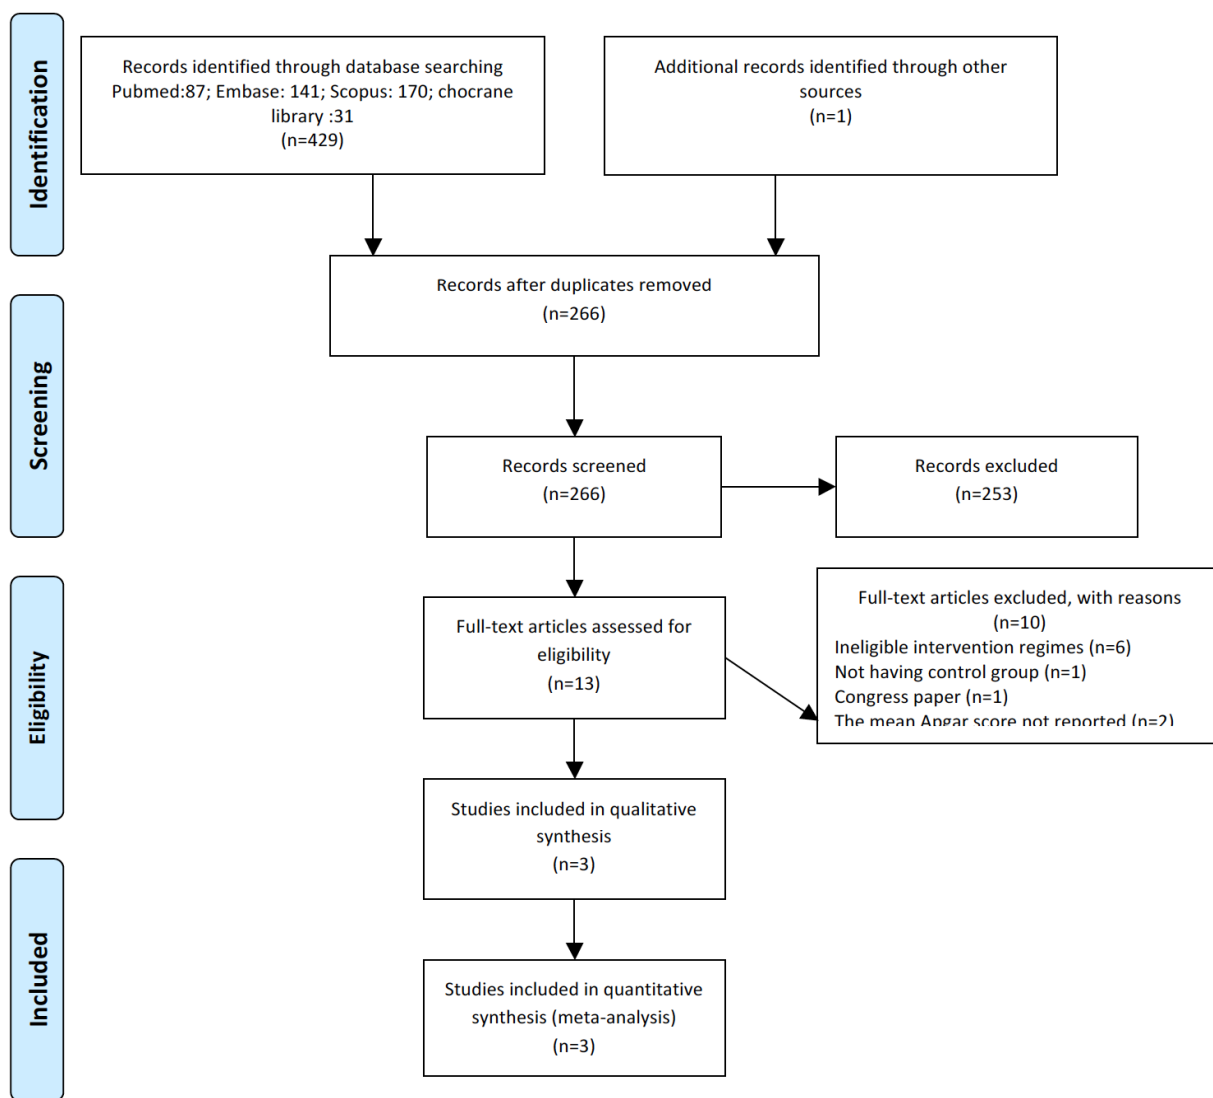 Identification
Records identified through database searching
Pubmed:87; Embase: 141; Scopus: 170; chocrane
library :31
(n=429)
Additional records identified through other
sources
(n=1)
Records after duplicates removed
(n=266)
Screening
Records screened
(n=266)
Records excluded
(n=253)
Eligibility
Full-text articles assessed for
eligibility
(n=13)
Full-text articles excluded, with reasons
(n=10)
Ineligible intervention regimes (n=6)
Not having control group (n=1)
Congress paper (n=1)
The mean Apgar score not reported (n=2)
Studies included in qualitative
synthesis
(n=3)
Included
Studies included in quantitative
synthesis (meta-analysis)
(n=3)